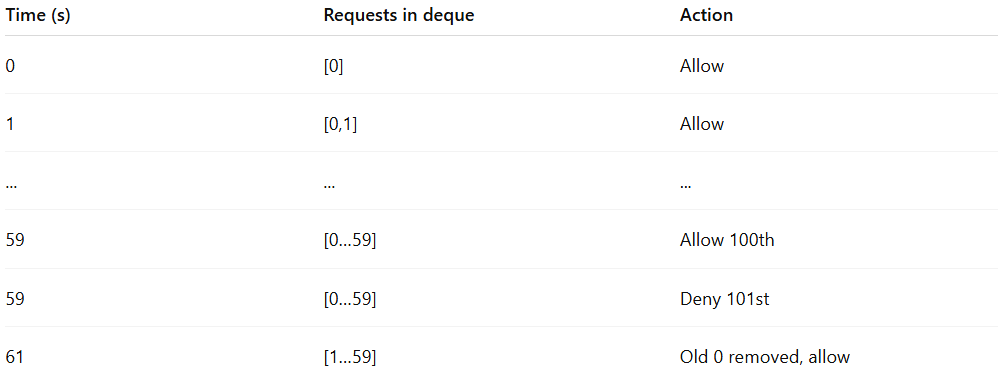 Time (s) Requests in deque Action
0 [0] Allow
1 [0,1] Allow
... ... ...
59 [0…59] Allow 100th
59 [0…59] Deny 101st
61 [1…59] Old 0 removed, allow